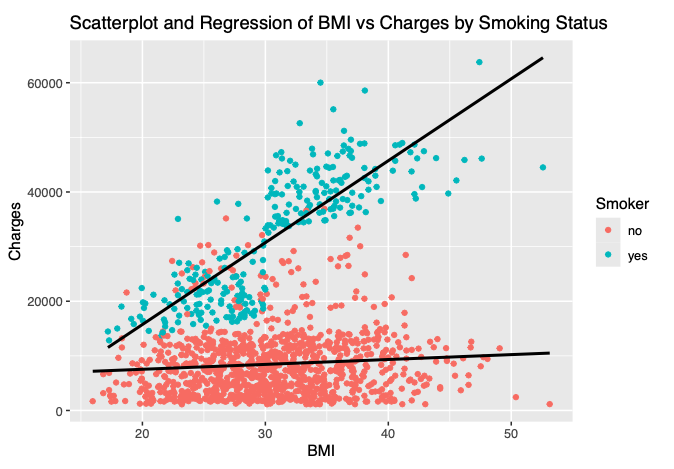 Scatterplot and Regression of BMI vs Charges by Smoking Status
60000
40000
20000
0
Charges
20
30
40
50
BMI
Smoker
no
yes